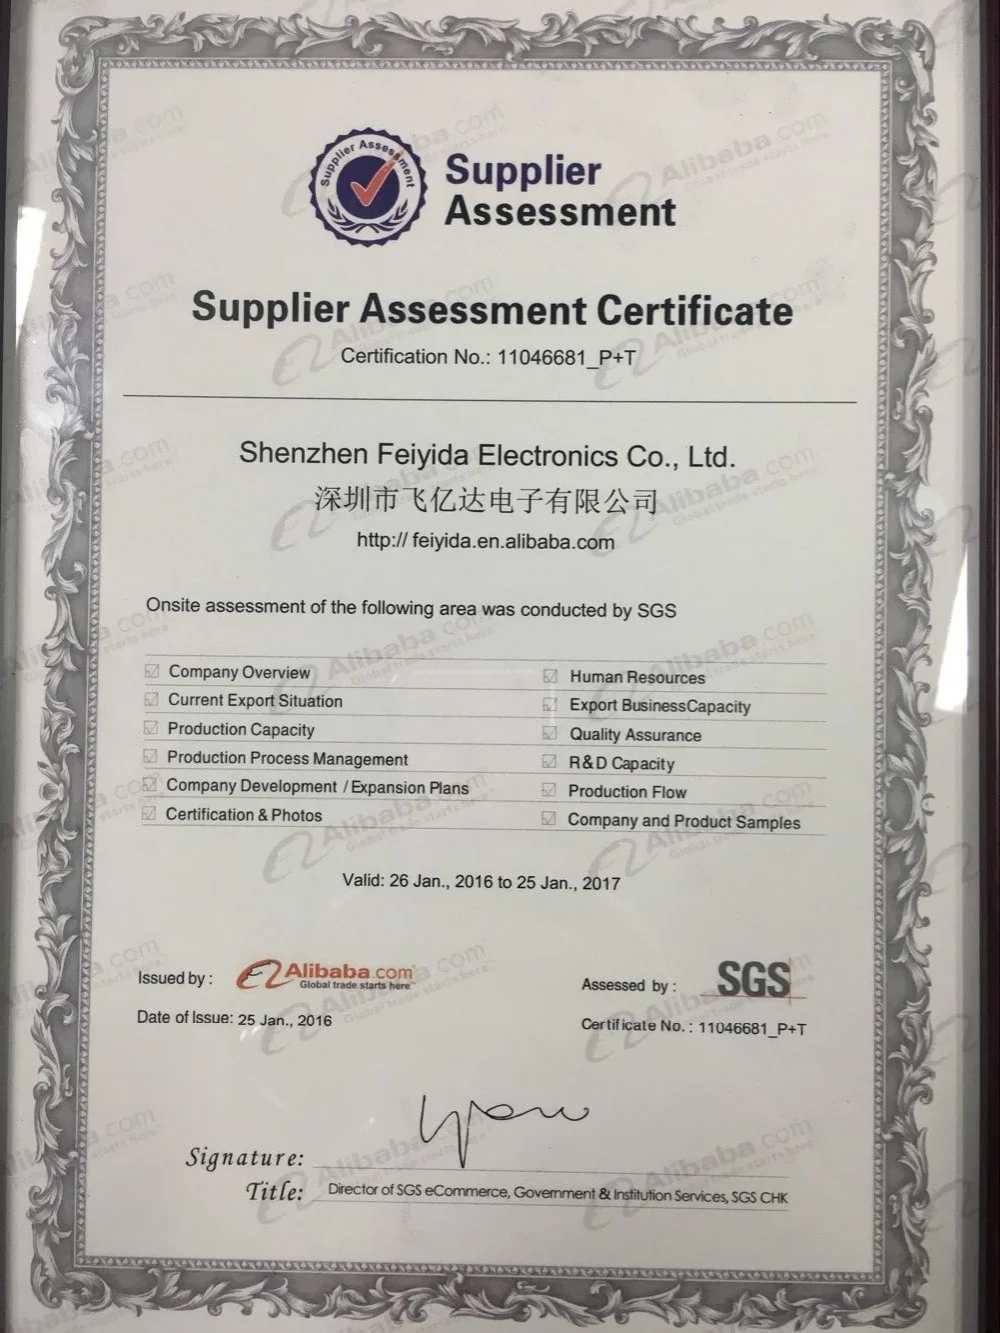 Supplier Assessment
Supplier
Assessment
Supplier Assessment Certificate
Certification No.: 11046681_P+T
Shenzhen Feiyida Electronics Co., Ltd.
深圳市飞亿达电子有限公司
http:// feiyida.en.alibaba.com
Onsite assessment of the following area was conducted by SGS
Company Overview
Human Resources
Current Export Situation
Export BusinessCapacity
Production Capacity
Quality Assurance
Production Process Management
R&D Capacity
Company Development / Expansion Plans
Production Flow
Certification & Photos
Company and Product Samples
Valid: 26 Jan., 2016 to 25 Jan., 2017
Issued by : Alibaba.com
Global trade starts here
Assessed by : SGS
Date of Issue: 25 Jan., 2016
Certificate No. : 11046681_P+T
Signature:
Title: Director of SGS eCommerce, Government & Institution Services, SGS CHK